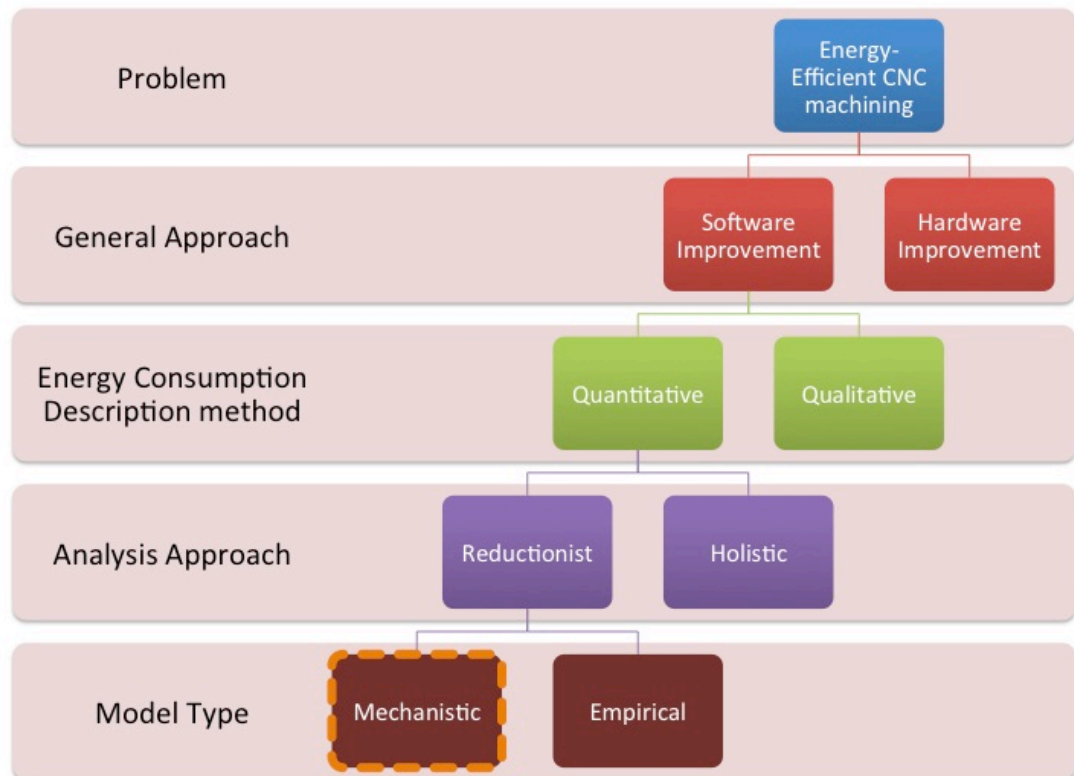 Problem
Energy-
Efficient CNC
machining
General Approach
Software
Improvement
Hardware
Improvement
Energy Consumption
Description method
Quantitative
Qualitative
Analysis Approach
Reductionist
Holistic
Model Type
Mechanistic
Empirical